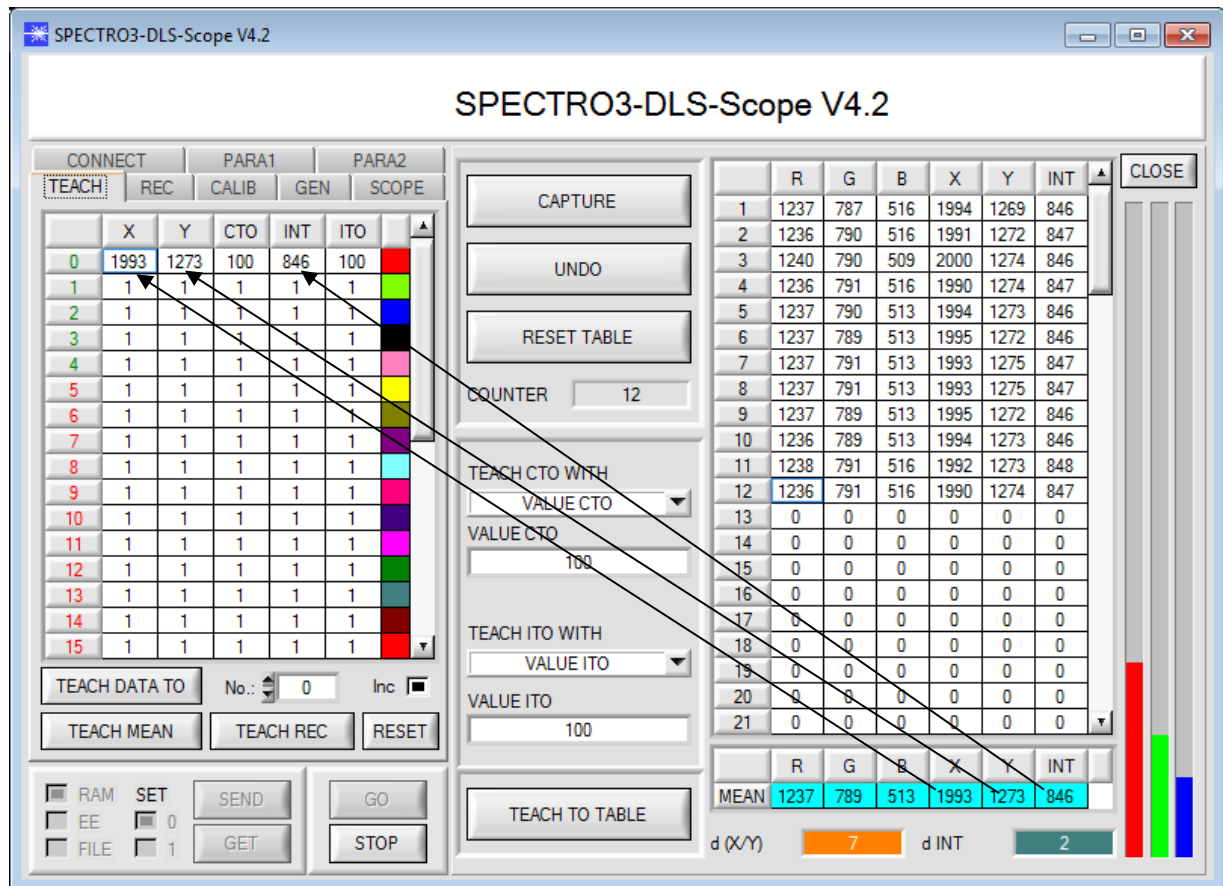 SPECTRO3-DLS-Scope V4.2
SPECTRO3-DLS-Scope V4.2
CONNECT PARA1 PARA2
TEACH REC CALIB GEN SCOPE
X Y CTO INT ITO
0 1993 1273 100 846 100
1 1 1 1 1 1
2 1 1 1 1 1
3 1 1 1 1 1
4 1 1 1 1 1
5 1 1 1 1 1
6 1 1 1 1 1
7 1 1 1 1 1
8 1 1 1 1 1
9 1 1 1 1 1
10 1 1 1 1 1
11 1 1 1 1 1
12 1 1 1 1 1
13 1 1 1 1 1
14 1 1 1 1 1
15 1 1 1 1 1
TEACH DATA TO No.: 0 Inc
TEACH MEAN TEACH REC RESET
RAM SET SEND GO
EE 0
FILE 1 GET STOP
CAPTURE
UNDO
RESET TABLE
COUNTER 12
TEACH CTO WITH
VALUE CTO
VALUE CTO
100
TEACH ITO WITH
VALUE ITO
VALUE ITO
100
TEACH TO TABLE
R G B X Y INT
1 1237 787 516 1994 1269 846
2 1236 790 516 1991 1272 847
3 1240 790 509 2000 1274 846
4 1236 791 516 1990 1274 847
5 1237 790 513 1994 1273 846
6 1237 789 513 1995 1272 846
7 1237 791 513 1993 1275 847
8 1237 791 513 1993 1275 847
9 1237 789 513 1995 1272 846
10 1236 789 513 1994 1273 846
11 1238 791 516 1992 1273 848
12 1236 791 516 1990 1274 847
13 0 0 0 0 0 0
14 0 0 0 0 0 0
15 0 0 0 0 0 0
16 0 0 0 0 0 0
17 0 0 0 0 0 0
18 0 0 0 0 0 0
19 0 0 0 0 0 0
20 0 0 0 0 0 0
21 0 0 0 0 0 0
R G B X Y INT
MEAN 1237 789 513 1993 1273 846
d (X/Y) 7 d INT 2
CLOSE